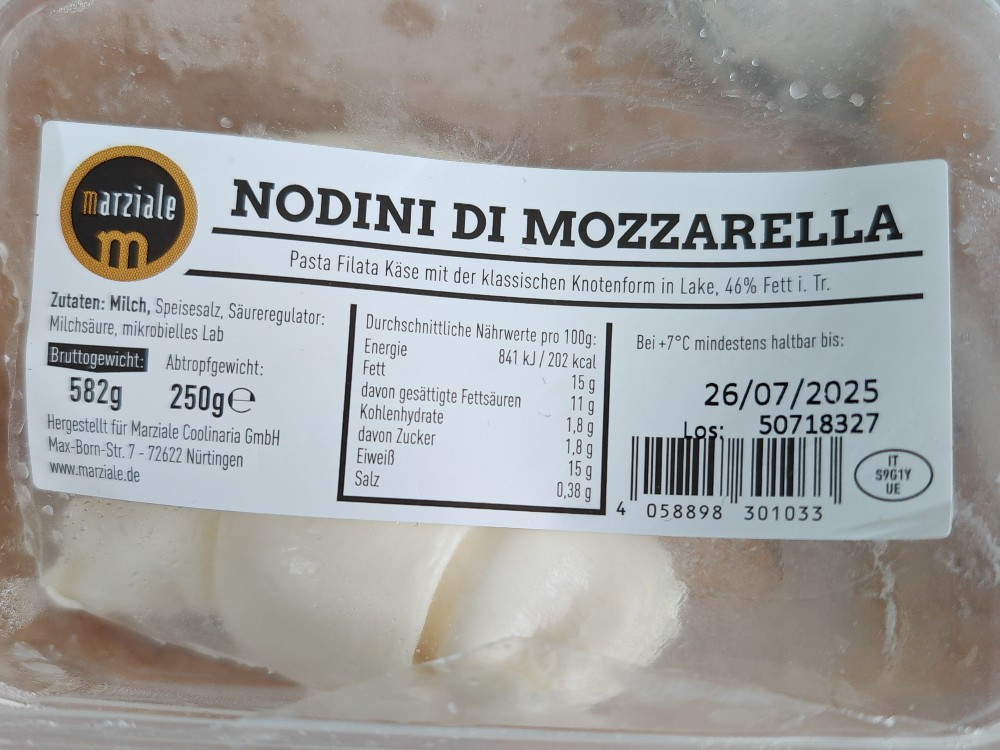 marziale
m
NODINI DI MOZZARELLA
Pasta Filata Käse mit der klassischen Knotenform in Lake, 46% Fett i. Tr.
Zutaten: Milch, Speisesalz, Säureregulator:
Milchsäure, mikrobielles Lab
Bruttogewicht: Abtropfgewicht:
582g 250g℮
Hergestellt für Marziale Coolinaria GmbH
Max-Born-Str. 7 - 72622 Nürtingen
www.marziale.de
Durchschnittliche Nährwerte pro 100g:
Energie 841 kJ / 202 kcal
Fett 15 g
davon gesättigte Fettsäuren 11 g
Kohlenhydrate 1,8 g
davon Zucker 1,8 g
Eiweiß 15 g
Salz 0,38 g
Bei +7°C mindestens haltbar bis:
26/07/2025
Los: 50718327
4 058898 301033
IT
S9G1Y
UE